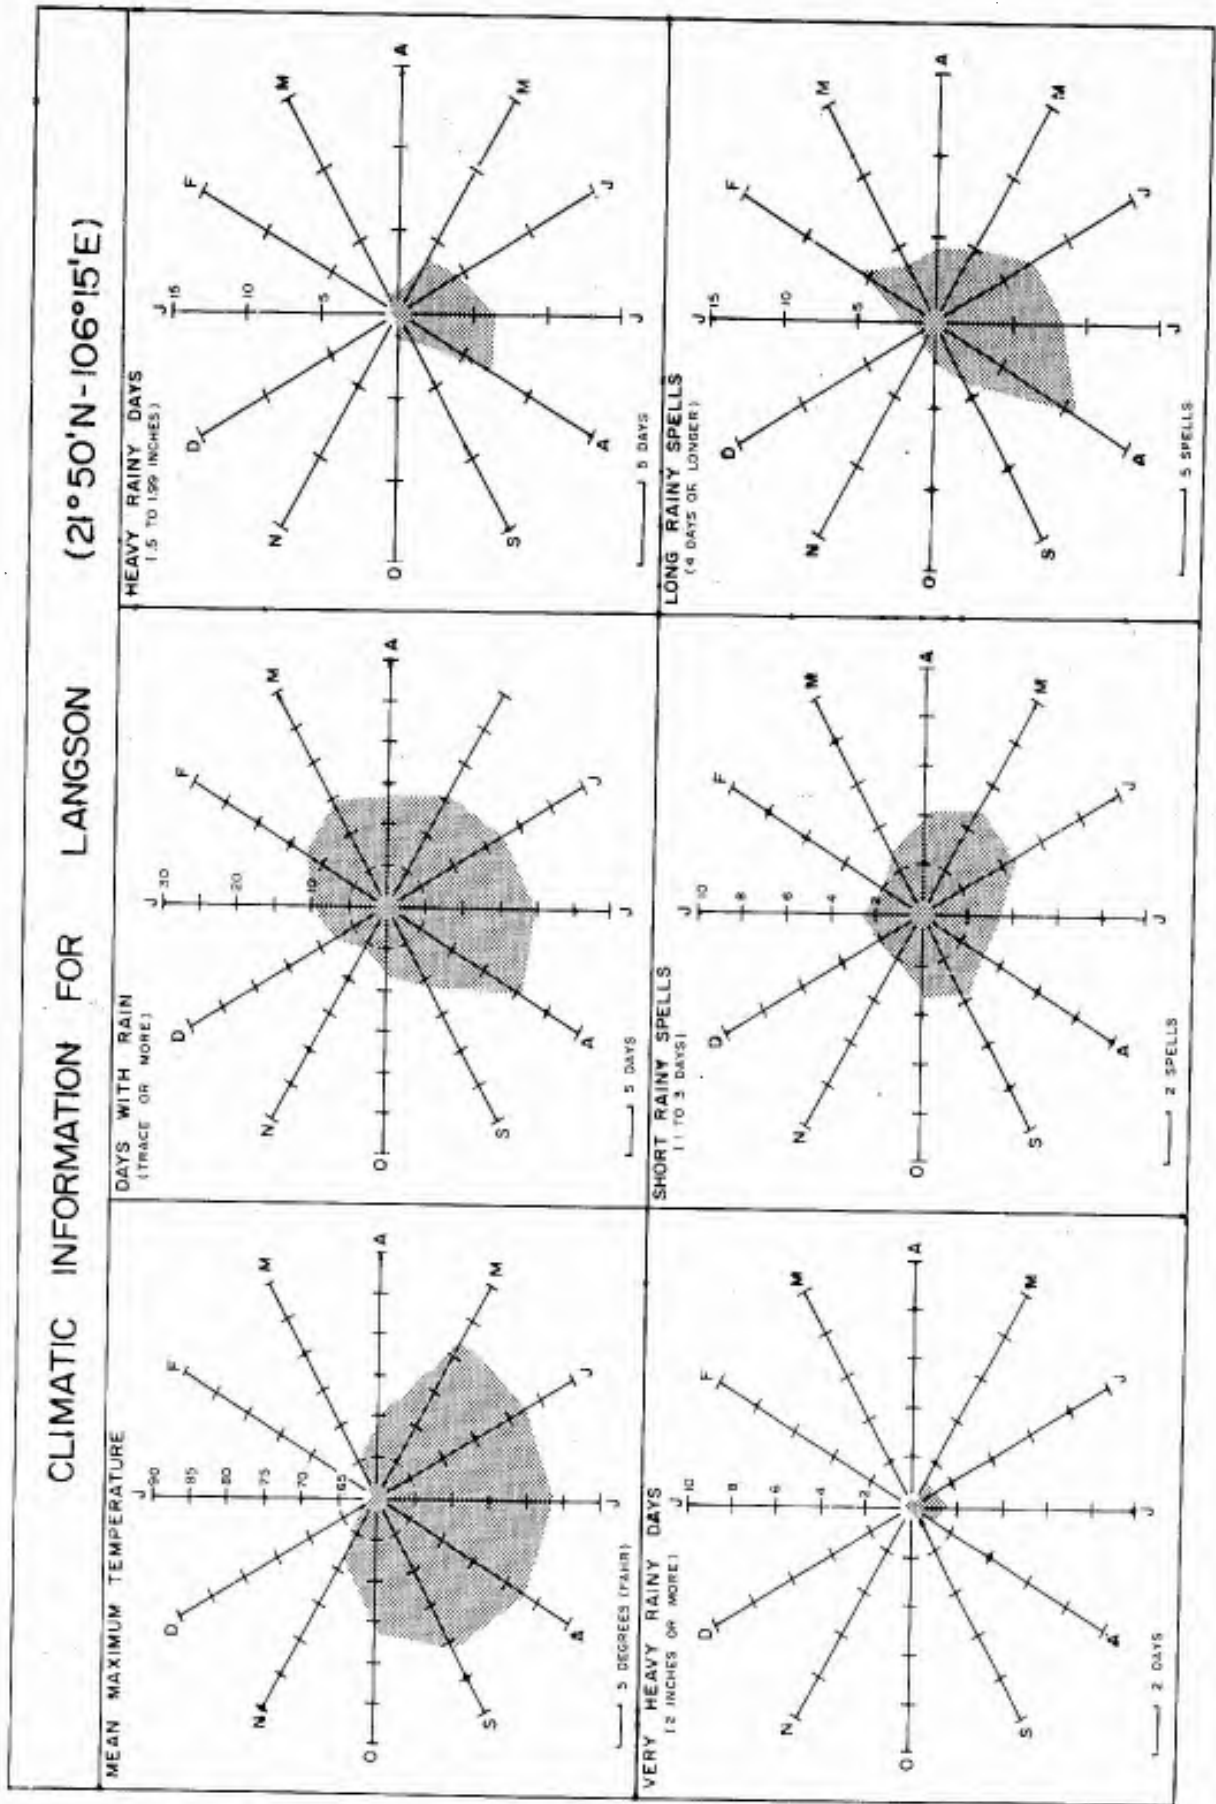 CLIMATIC INFORMATION FOR LANGSON (21°50'N-106°15'E)
MEAN MAXIMUM TEMPERATURE
J
90
85
80
75
70
65
F
M
A
M
J
J
A
S
O
N
D
5 DEGREES (FAHR)
DAYS WITH RAIN
(TRACE OR MORE)
J
30
20
10
F
M
A
J
J
A
S
O
N
D
5 DAYS
HEAVY RAINY DAYS
(.5 TO 1.99 INCHES)
J
15
10
5
F
M
A
M
J
J
A
S
O
N
D
5 DAYS
VERY HEAVY RAINY DAYS
(2 INCHES OR MORE)
J
10
8
6
4
2
F
M
A
M
J
J
A
S
O
N
D
2 DAYS
SHORT RAINY SPELLS
(1 TO 3 DAYS)
J
10
8
6
4
2
F
M
A
M
J
J
A
S
O
N
D
2 SPELLS
LONG RAINY SPELLS
(4 DAYS OR LONGER)
J
15
10
5
F
M
A
M
J
J
A
S
O
N
D
5 SPELLS